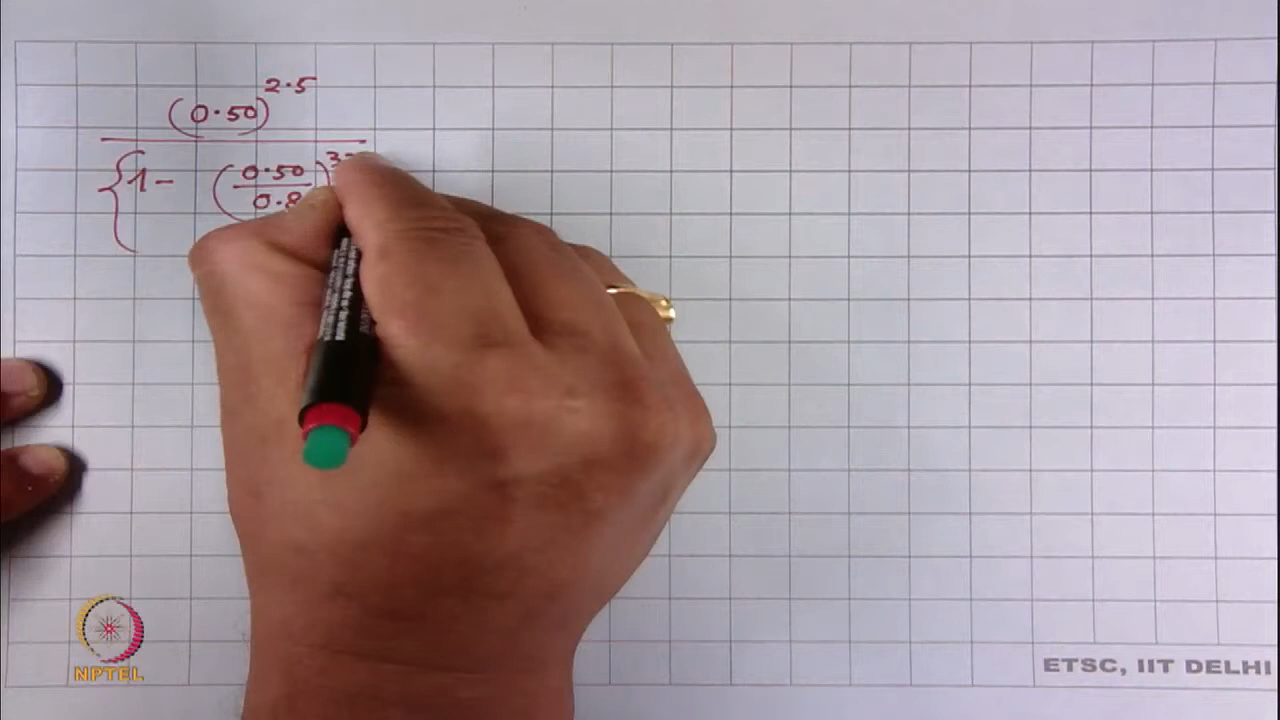 (0.50)^2.5
{1 - (0.50
0.8
NPTEL
ETSC, IIT DELHI